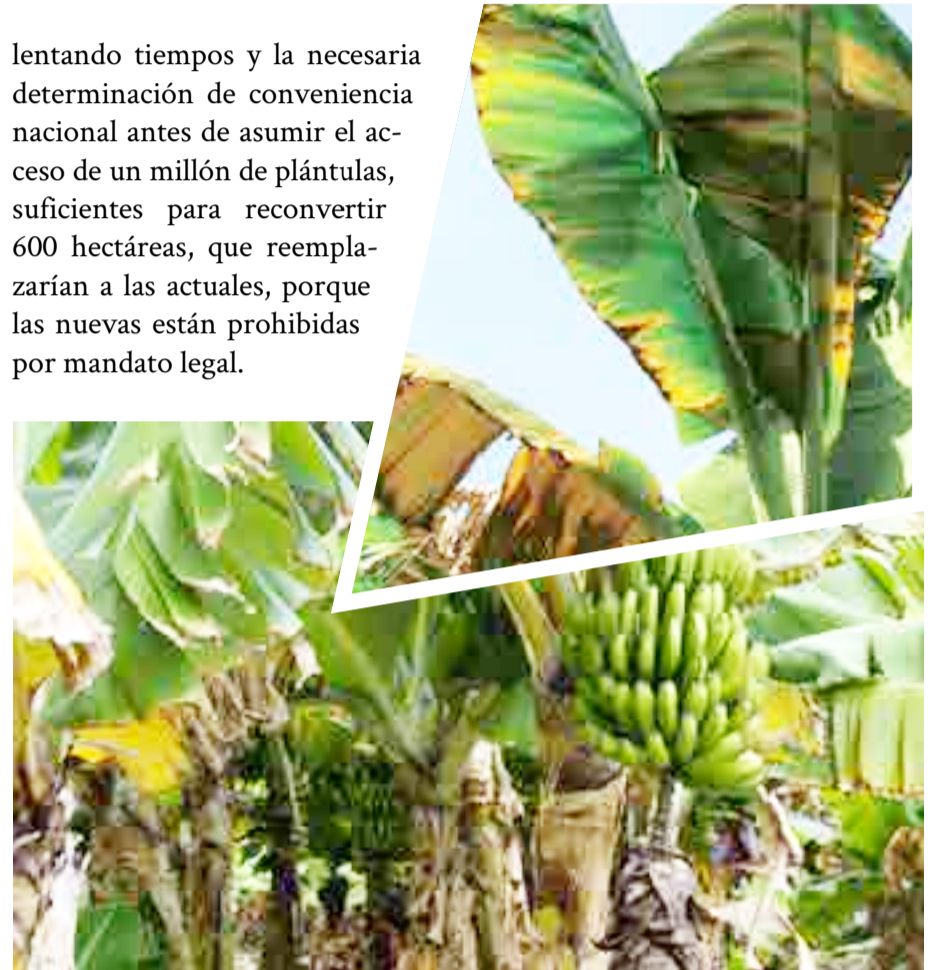 lentando tiempos y la necesaria
determinación de conveniencia
nacional antes de asumir el ac-
ceso de un millón de plántulas,
suficientes para reconvertir
600 hectáreas, que reempla-
zarían a las actuales, porque
las nuevas están prohibidas
por mandato legal.